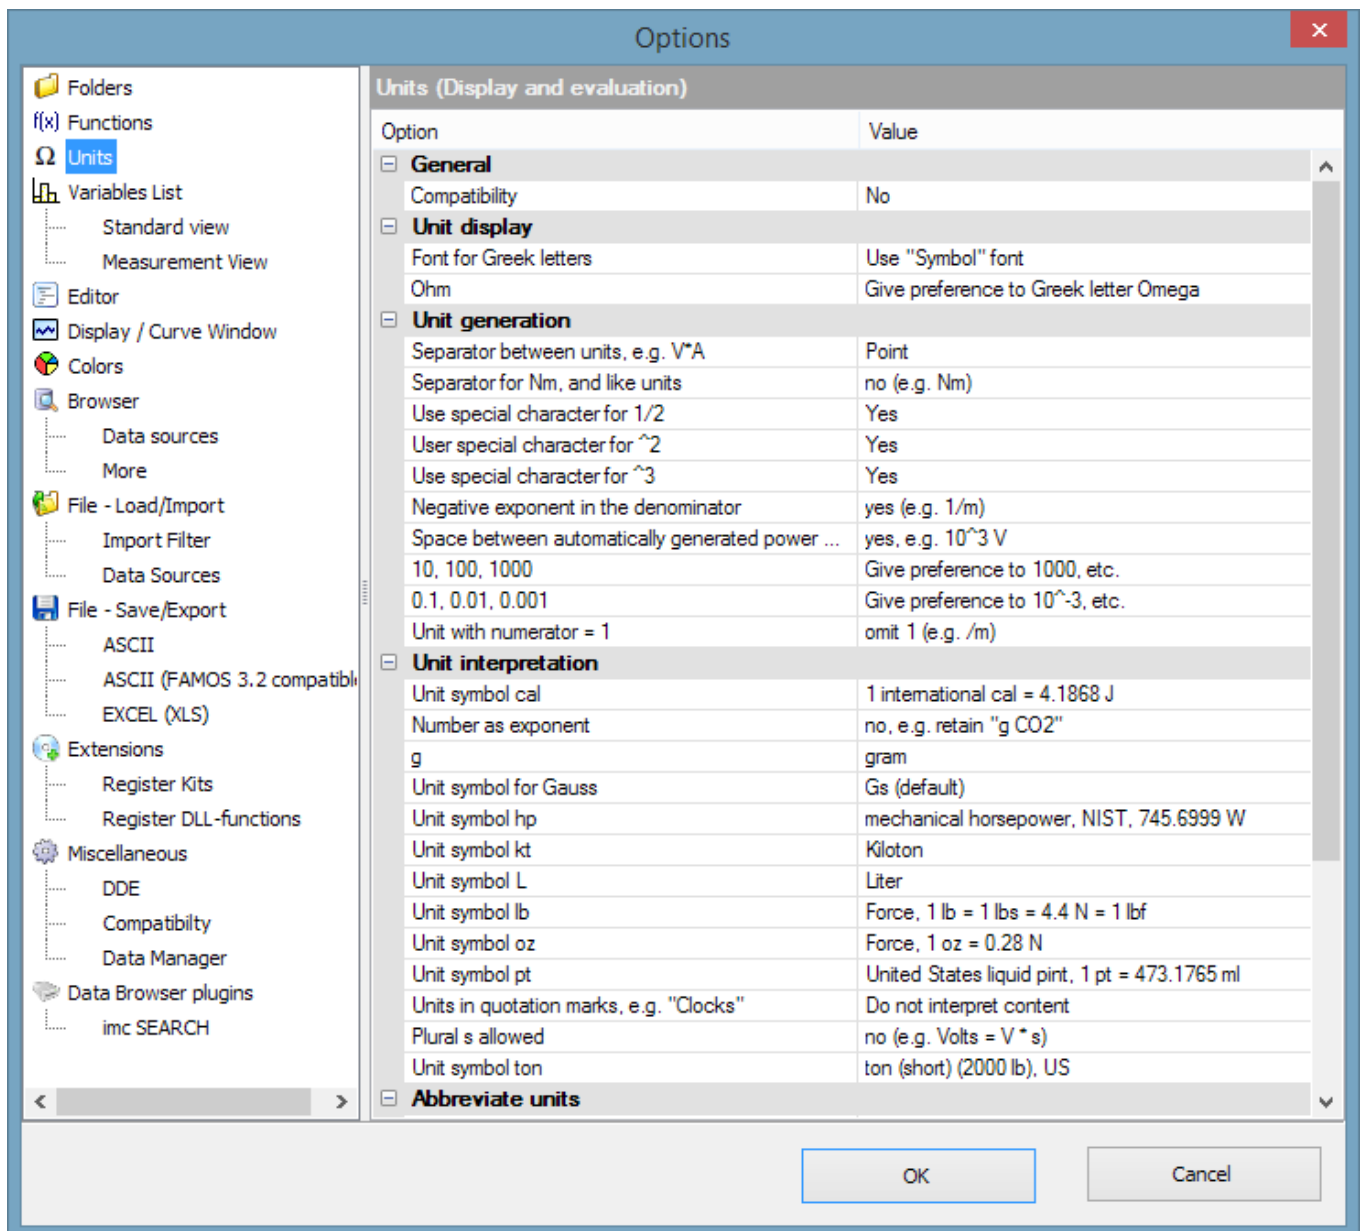 Options
Folders
f(x) Functions
Ω Units
Variables List
Standard view
Measurement View
Editor
Display / Curve Window
Colors
Browser
Data sources
More
File - Load/Import
Import Filter
Data Sources
File - Save/Export
ASCII
ASCII (FAMOS 3.2 compatibl
EXCEL (XLS)
Extensions
Register Kits
Register DLL-functions
Miscellaneous
DDE
Compatibilty
Data Manager
Data Browser plugins
imc SEARCH
Units (Display and evaluation)
Option Value
General
Compatibility No
Unit display
Font for Greek letters Use "Symbol" font
Ohm Give preference to Greek letter Omega
Unit generation
Separator between units, e.g. V*A Point
Separator for Nm, and like units no (e.g. Nm)
Use special character for 1/2 Yes
User special character for ^2 Yes
Use special character for ^3 Yes
Negative exponent in the denominator yes (e.g. 1/m)
Space between automatically generated power ... yes, e.g. 10^3 V
10, 100, 1000 Give preference to 1000, etc.
0.1, 0.01, 0.001 Give preference to 10^-3, etc.
Unit with numerator = 1 omit 1 (e.g. /m)
Unit interpretation
Unit symbol cal 1 international cal = 4.1868 J
Number as exponent no, e.g. retain "g CO2"
g gram
Unit symbol for Gauss Gs (default)
Unit symbol hp mechanical horsepower, NIST, 745.6999 W
Unit symbol kt Kiloton
Unit symbol L Liter
Unit symbol lb Force, 1 lb = 1 lbs = 4.4 N = 1 lbf
Unit symbol oz Force, 1 oz = 0.28 N
Unit symbol pt United States liquid pint, 1 pt = 473.1765 ml
Units in quotation marks, e.g. "Clocks" Do not interpret content
Plural s allowed no (e.g. Volts = V * s)
Unit symbol ton ton (short) (2000 lb), US
Abbreviate units
OK Cancel